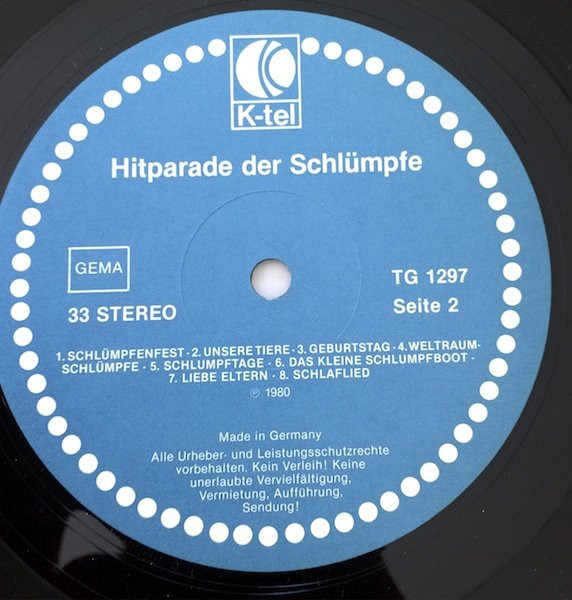 K-tel
Hitparade der Schlümpfe
GEMA
33 STEREO
TG 1297
Seite 2
1. SCHLÜMPFENFEST · 2. UNSERE TIERE · 3. GEBURTSTAG · 4. WELTRAUM-
SCHLÜMPFE · 5. SCHLUMPFTAGE · 6. DAS KLEINE SCHLUMPFBOOT ·
7. LIEBE ELTERN · 8. SCHLAFLIED
℗ 1980
Made in Germany
Alle Urheber- und Leistungsschutzrechte
vorbehalten. Kein Verleih! Keine
unerlaubte Vervielfältigung,
Vermietung, Aufführung,
Sendung!